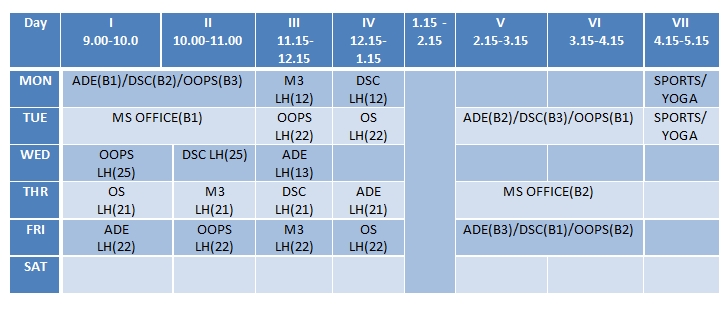 Day I II III IV 1.15 - V VI VII
9.00-10.0 10.00-11.00 11.15- 12.15- 2.15 2.15-3.15 3.15-4.15 4.15-5.15
12.15 1.15
MON ADE(B1)/DSC(B2)/OOPS(B3) M3 DSC SPORTS/
LH(12) LH(12) YOGA
TUE MS OFFICE(B1) OOPS OS ADE(B2)/DSC(B3)/OOPS(B1) SPORTS/
LH(22) LH(22) YOGA
WED OOPS DSC LH(25) ADE
LH(25) LH(13)
THR OS M3 DSC ADE MS OFFICE(B2)
LH(21) LH(21) LH(21) LH(21)
FRI ADE OOPS M3 OS ADE(B3)/DSC(B1)/OOPS(B2)
LH(22) LH(22) LH(22) LH(22)
SAT